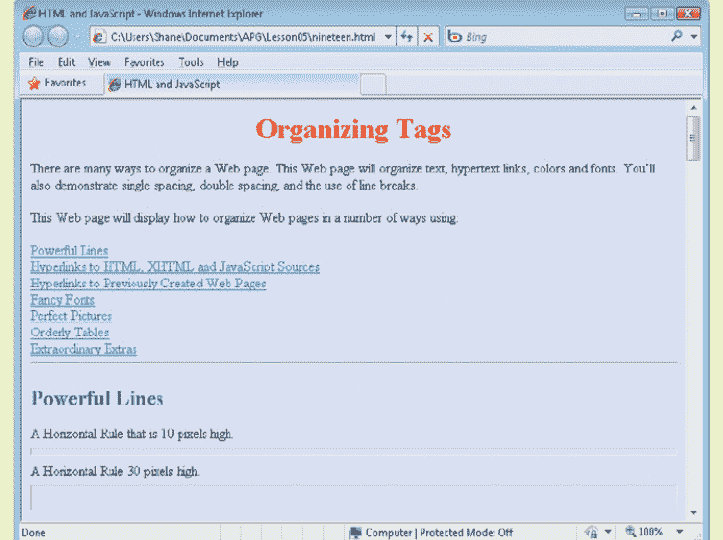 HTML and JavaScript - Windows Internet Explorer
C:\Users\Shane\Documents\APG\Lesson05\nineteen.html
Bing
File Edit View Favorites Tools Help
Favorites HTML and JavaScript
Organizing Tags
There are many ways to organize a Web page. This Web page will organize text, hypertext links, colors and fonts. You'll
also demonstrate single spacing, double spacing, and the use of line breaks.
This Web page will display how to organize Web pages in a number of ways using:
Powerful Lines
Hyperlinks to HTML, XHTML and JavaScript Sources
Hyperlinks to Previously Created Web Pages
Fancy Fonts
Perfect Pictures
Orderly Tables
Extraordinary Extras
Powerful Lines
A Horizontal Rule that is 10 pixels high.
A Horizontal Rule 30 pixels high.
Done Computer | Protected Mode: Off 100%